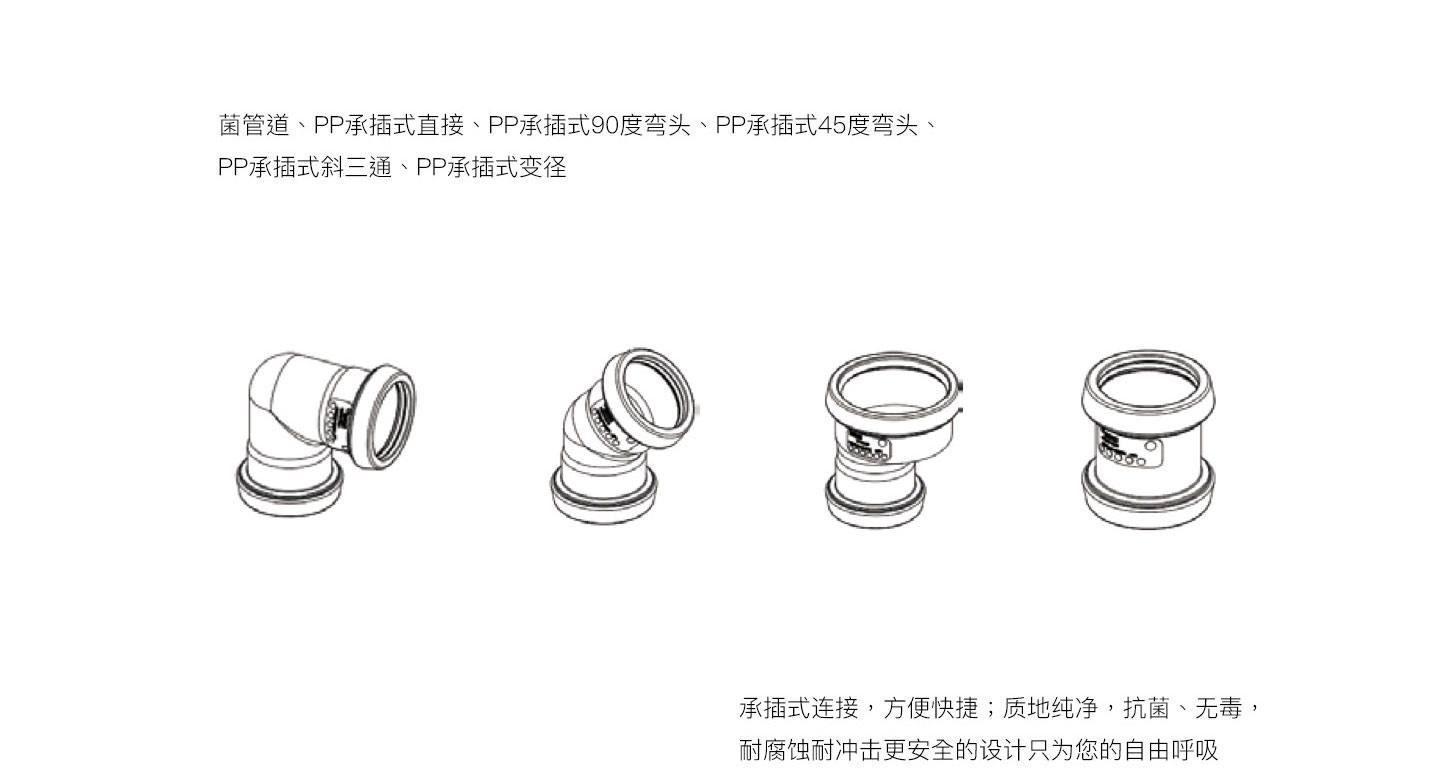 菌管道、PP承插式直接、PP承插式90度弯头、PP承插式45度弯头、
PP承插式斜三通、PP承插式变径
承插式连接，方便快捷；质地纯净，抗菌、无毒，
耐腐蚀耐冲击更安全的设计只为您的自由呼吸